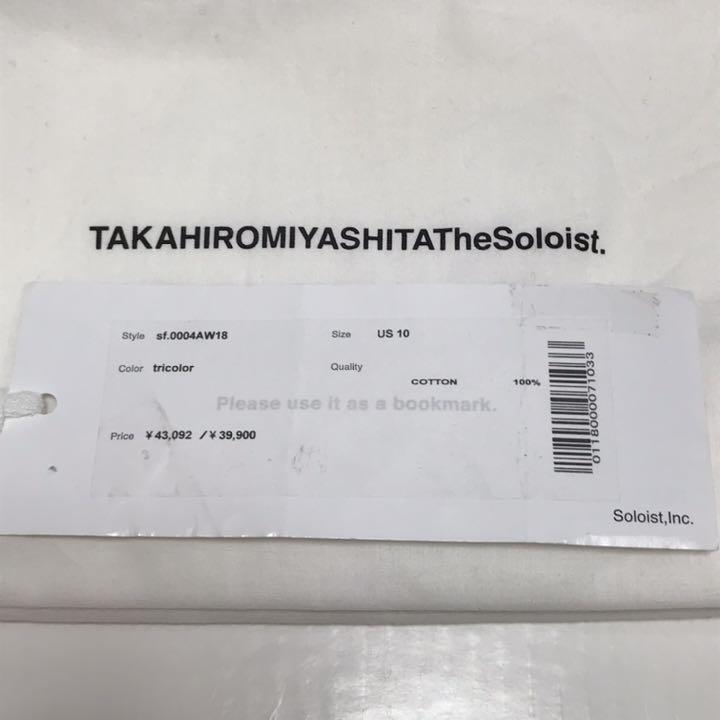 TAKAHIROMIYASHITATheSoloist.
Style sf.0004AW18 Size US 10
Color tricolor Quality
COTTON 100%
Please use it as a bookmark.
Price ¥43,092 /¥39,900
0118000071033
Soloist,Inc.